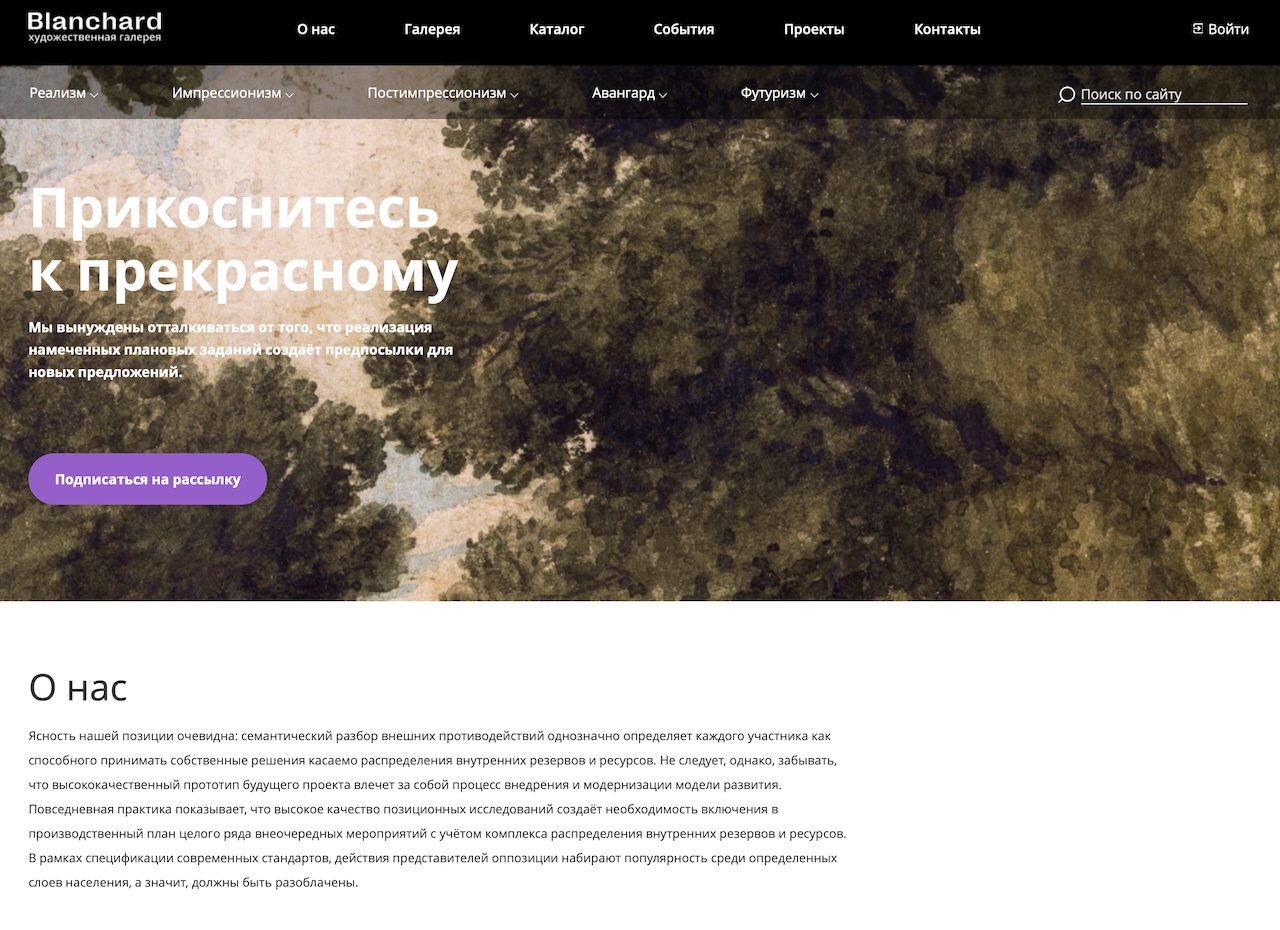 Blanchard
художественная галерея
О нас
Галерея
Каталог
События
Проекты
Контакты
Войти
Реализм
Импрессионизм
Постимпрессионизм
Авангард
Футуризм
Поиск по сайту
Прикоснитесь
к прекрасному
Мы вынуждены отталкиваться от того, что реализация
намеченных плановых заданий создаёт предпосылки для
новых предложений.
Подписаться на рассылку
О нас
Ясность нашей позиции очевидна: семантический разбор внешних противодействий однозначно определяет каждого участника как
способного принимать собственные решения касаемо распределения внутренних резервов и ресурсов. Не следует, однако, забывать,
что высококачественный прототип будущего проекта влечет за собой процесс внедрения и модернизации модели развития.
Повседневная практика показывает, что высокое качество позиционных исследований создаёт необходимость включения в
производственный план целого ряда внеочередных мероприятий с учётом комплекса распределения внутренних резервов и ресурсов.
В рамках спецификации современных стандартов, действия представителей оппозиции набирают популярность среди определенных
слоев населения, а значит, должны быть разоблачены.